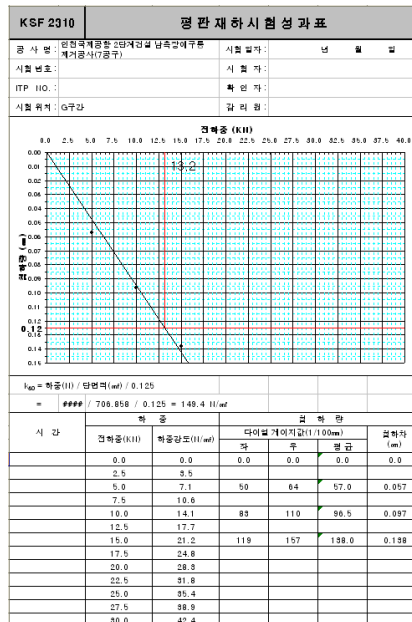 KSF 2310 평판재하시험성과표
공 사 명 : 인천국제공항 2단계건설 남측방예구통 제거공사(7공구) 시험일자 : 년 월 일
시험번호 : 시 험 자 :
ITP NO. : 확 인 자 :
시험위치 : G구간 감 리 원 :
전하중 (KN)
0.0 2.5 5.0 7.5 10.0 12.5 15.0 17.5 20.0 22.5 25.0 27.5 30.0 32.5 35.0 37.5 40.0
13.2
침하량 (㎜)
0.00
0.01
0.03
0.04
0.05
0.06
0.08
0.09
0.10
0.11
0.12
0.14
0.15
k₆₀ = 하중(N) / 단면적(㎠) / 0.125
= #### / 706.858 / 0.125 = 149.4 N/㎤
시 간 하 중 침 하 량
전하중(KN) 하중강도(N/㎠) 다이얼 게이지값(1/100㎜) 침하차 (㎝)
좌 우 평 균
0.0 0.0 0.0 0.0 0.0 0.0
2.5 3.5
5.0 7.1 50 64 57.0 0.057
7.5 10.6
10.0 14.1 83 110 96.5 0.097
12.5 17.7
15.0 21.2 119 157 138.0 0.138
17.5 24.8
20.0 28.3
22.5 31.8
25.0 35.4
27.5 38.9
30.0 42.4